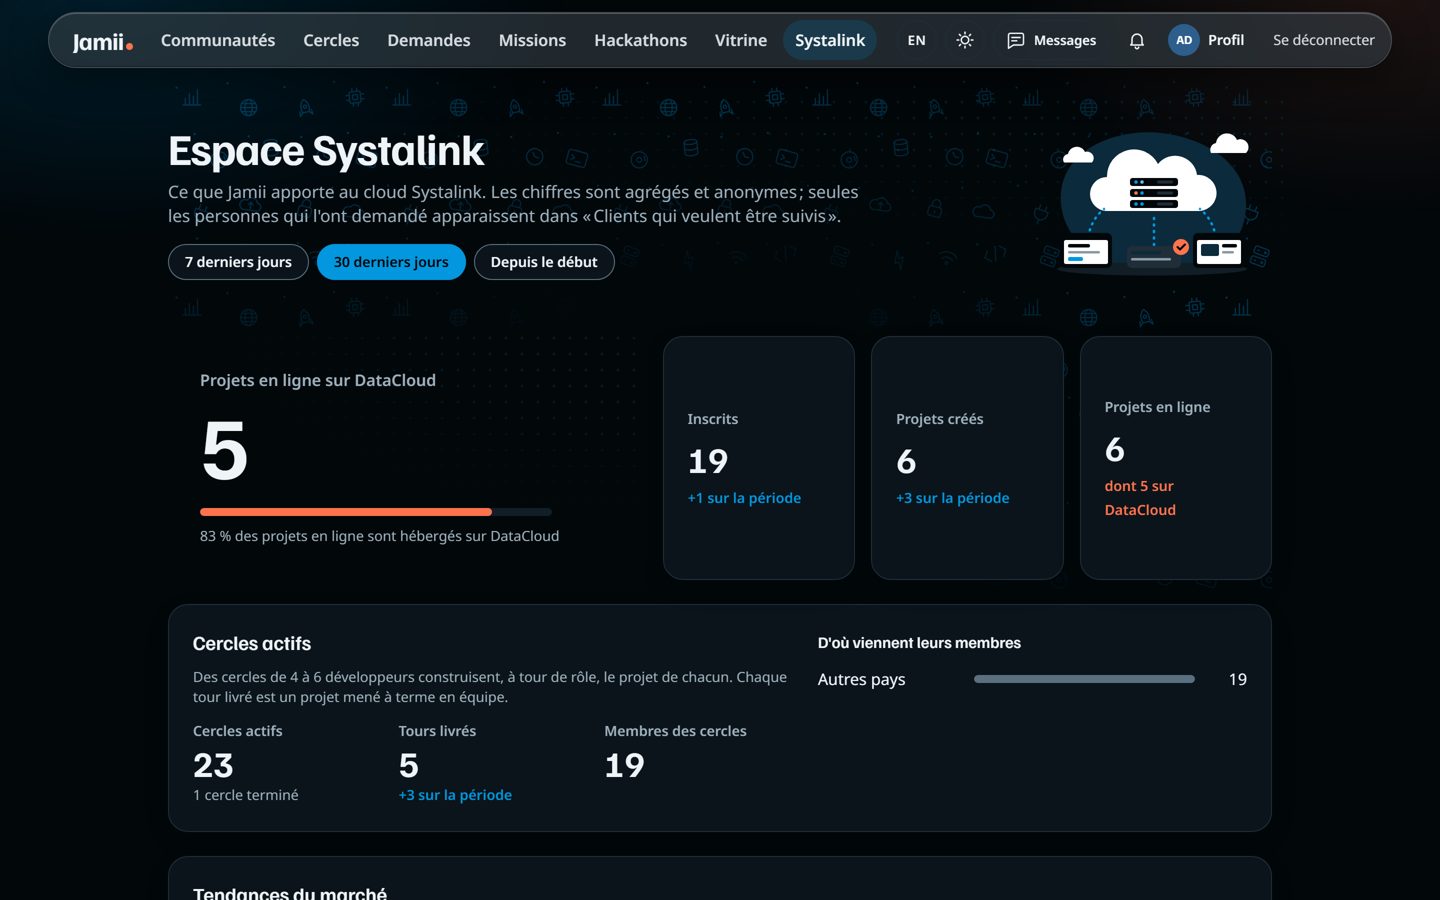 Jamii.
Communautés
Cercles
Demandes
Missions
Hackathons
Vitrine
Systalink
EN
Messages
AD
Profil
Se déconnecter
Espace Systalink
Ce que Jamii apporte au cloud Systalink. Les chiffres sont agrégés et anonymes ; seules
les personnes qui l'ont demandé apparaissent dans « Clients qui veulent être suivis ».
7 derniers jours
30 derniers jours
Depuis le début
Projets en ligne sur DataCloud
5
83 % des projets en ligne sont hébergés sur DataCloud
Inscrits
19
+1 sur la période
Projets créés
6
+3 sur la période
Projets en ligne
6
dont 5 sur
DataCloud
Cercles actifs
Des cercles de 4 à 6 développeurs construisent, à tour de rôle, le projet de chacun. Chaque
tour livré est un projet mené à terme en équipe.
Cercles actifs
23
1 cercle terminé
Tours livrés
5
+3 sur la période
Membres des cercles
19
D'où viennent leurs membres
Autres pays
19
Tendances du marché